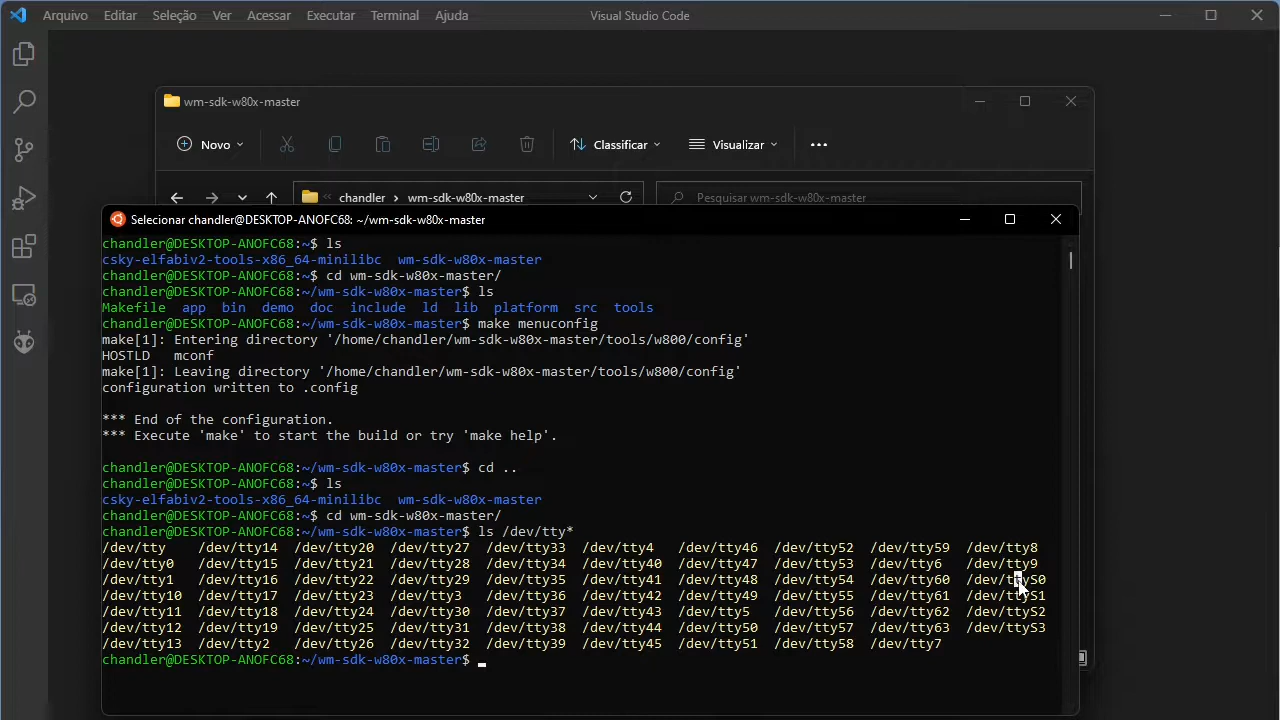 Arquivo Editar Seleção Ver Acessar Executar Terminal Ajuda Visual Studio Code
wm-sdk-w80x-master
Novo Classificar Visualizar
chandler > wm-sdk-w80x-master Pesquisar wm-sdk-w80x-master
Selecionar chandler@DESKTOP-ANOFC68: ~/wm-sdk-w80x-master
chandler@DESKTOP-ANOFC68:~$ ls
csky-elfabiv2-tools-x86_64-minilibc wm-sdk-w80x-master
chandler@DESKTOP-ANOFC68:~$ cd wm-sdk-w80x-master/
chandler@DESKTOP-ANOFC68:~/wm-sdk-w80x-master$ ls
Makefile app bin demo doc include ld lib platform src tools
chandler@DESKTOP-ANOFC68:~/wm-sdk-w80x-master$ make menuconfig
make[1]: Entering directory '/home/chandler/wm-sdk-w80x-master/tools/w800/config'
HOSTLD mconf
make[1]: Leaving directory '/home/chandler/wm-sdk-w80x-master/tools/w800/config'
configuration written to .config
*** End of the configuration.
*** Execute 'make' to start the build or try 'make help'.
chandler@DESKTOP-ANOFC68:~/wm-sdk-w80x-master$ cd ..
chandler@DESKTOP-ANOFC68:~$ ls
csky-elfabiv2-tools-x86_64-minilibc wm-sdk-w80x-master
chandler@DESKTOP-ANOFC68:~$ cd wm-sdk-w80x-master/
chandler@DESKTOP-ANOFC68:~/wm-sdk-w80x-master$ ls /dev/tty*
/dev/tty /dev/tty14 /dev/tty20 /dev/tty27 /dev/tty33 /dev/tty4 /dev/tty46 /dev/tty52 /dev/tty59 /dev/tty8
/dev/tty0 /dev/tty15 /dev/tty21 /dev/tty28 /dev/tty34 /dev/tty40 /dev/tty47 /dev/tty53 /dev/tty6 /dev/tty9
/dev/tty1 /dev/tty16 /dev/tty22 /dev/tty29 /dev/tty35 /dev/tty41 /dev/tty48 /dev/tty54 /dev/tty60 /dev/ttyS0
/dev/tty10 /dev/tty17 /dev/tty23 /dev/tty3 /dev/tty36 /dev/tty42 /dev/tty49 /dev/tty55 /dev/tty61 /dev/ttyS1
/dev/tty11 /dev/tty18 /dev/tty24 /dev/tty30 /dev/tty37 /dev/tty43 /dev/tty5 /dev/tty56 /dev/tty62 /dev/ttyS2
/dev/tty12 /dev/tty19 /dev/tty25 /dev/tty31 /dev/tty38 /dev/tty44 /dev/tty50 /dev/tty57 /dev/tty63 /dev/ttyS3
/dev/tty13 /dev/tty2 /dev/tty26 /dev/tty32 /dev/tty39 /dev/tty45 /dev/tty51 /dev/tty58 /dev/tty7
chandler@DESKTOP-ANOFC68:~/wm-sdk-w80x-master$